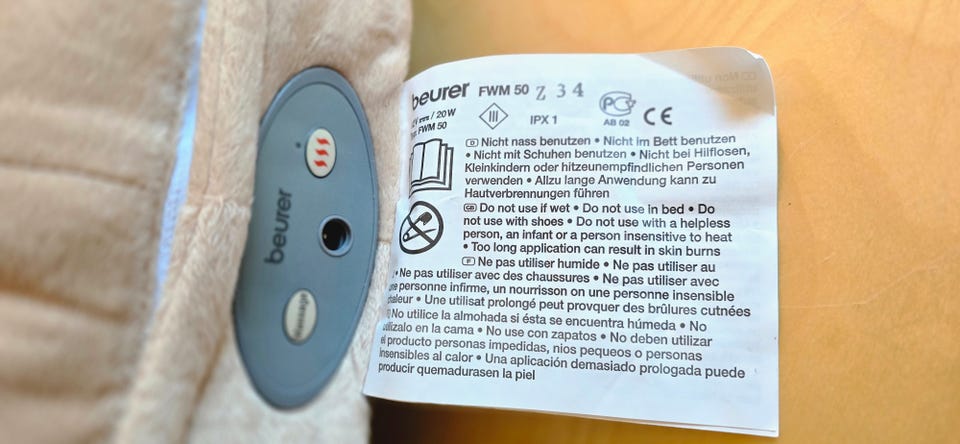 beurer
massage
beurer FWM 50 Z 3 4
V / 20 W
FWM 50
III
IPX 1
PC
AB 02
CE
D Nicht nass benutzen • Nicht im Bett benutzen
• Nicht mit Schuhen benutzen • Nicht bei Hilflosen,
Kleinkindern oder hitzeunempfindlichen Personen
verwenden • Allzu lange Anwendung kann zu
Hautverbrennungen führen
GB Do not use if wet • Do not use in bed • Do
not use with shoes • Do not use with a helpless
person, an infant or a person insensitive to heat
• Too long application can result in skin burns
F Ne pas utiliser humide • Ne pas utiliser au
• Ne pas utiliser avec des chaussures • Ne pas utiliser avec
une personne infirme, un nourrisson on une personne insensible
chaleur • Une utilisat prolongé peut provquer des brûlures cutnées
No utilice la almohada si ésta se encuentra húmeda • No
utilizalo en la cama • No use con zapatos • No deben utilizar
el producto personas impedidas, nios pequeos o personas
insensibles al calor • Una aplicación demasiado prologada puede
producir quemadurasen la piel